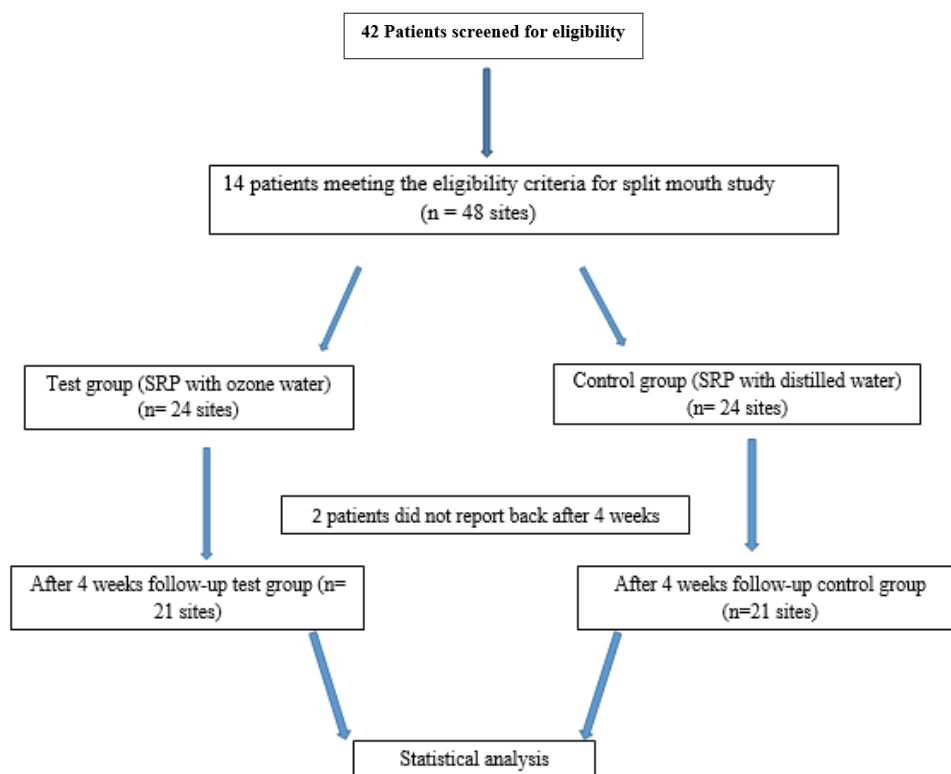 42 Patients screened for eligibility
14 patients meeting the eligibility criteria for split mouth study
(n = 48 sites)
Test group (SRP with ozone water)
(n= 24 sites)
Control group (SRP with distilled water)
(n= 24 sites)
2 patients did not report back after 4 weeks
After 4 weeks follow-up test group (n=
21 sites)
After 4 weeks follow-up control group
(n=21 sites)
Statistical analysis